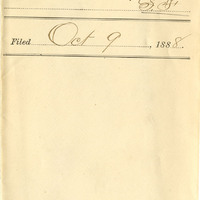 S. F.
Filed Oct 9, 1888.